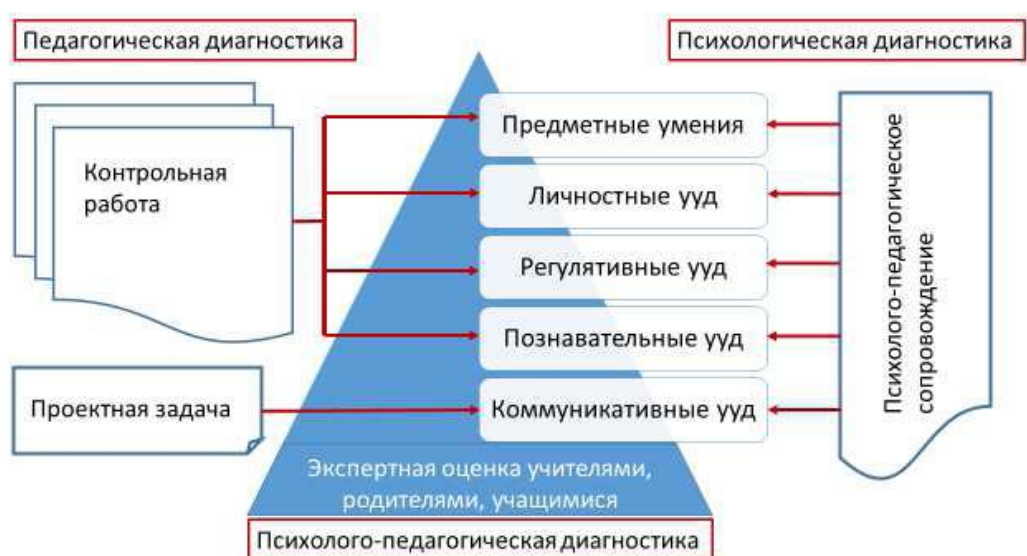 Педагогическая диагностика
Психологическая диагностика
Контрольная
работа
Проектная задача
Предметные умения
Личностные ууд
Регулятивные ууд
Познавательные ууд
Коммуникативные ууд
Психолого-педагогическое
сопровождение
Экспертная оценка учителями,
родителями, учащимися
Психолого-педагогическая диагностика